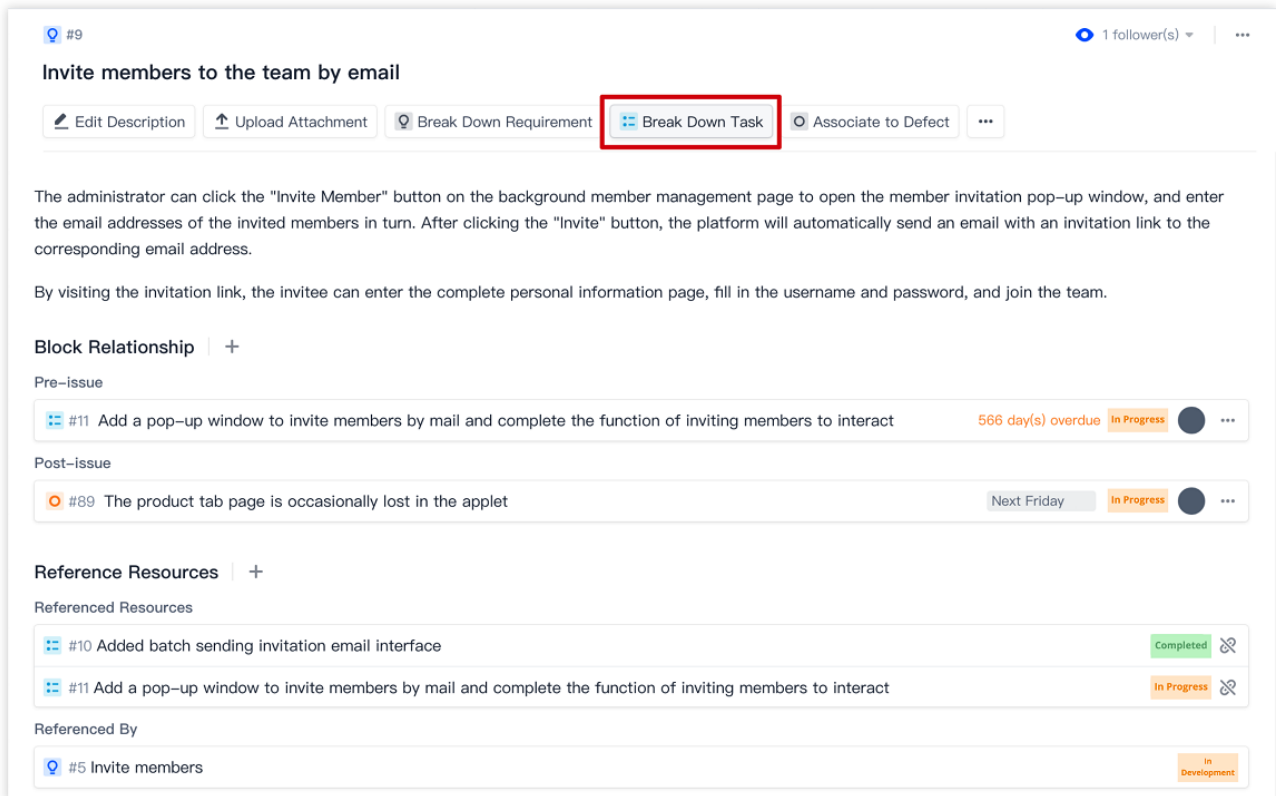 #9
1 follower(s)
Invite members to the team by email
Edit Description
Upload Attachment
Break Down Requirement
Break Down Task
Associate to Defect
The administrator can click the "Invite Member" button on the background member management page to open the member invitation pop-up window, and enter
the email addresses of the invited members in turn. After clicking the "Invite" button, the platform will automatically send an email with an invitation link to the
corresponding email address.
By visiting the invitation link, the invitee can enter the complete personal information page, fill in the username and password, and join the team.
Block Relationship
Pre-issue
#11 Add a pop-up window to invite members by mail and complete the function of inviting members to interact 566 day(s) overdue In Progress
Post-issue
#89 The product tab page is occasionally lost in the applet Next Friday In Progress
Reference Resources
Referenced Resources
#10 Added batch sending invitation email interface Completed
#11 Add a pop-up window to invite members by mail and complete the function of inviting members to interact In Progress
Referenced By
#5 Invite members
In
Development